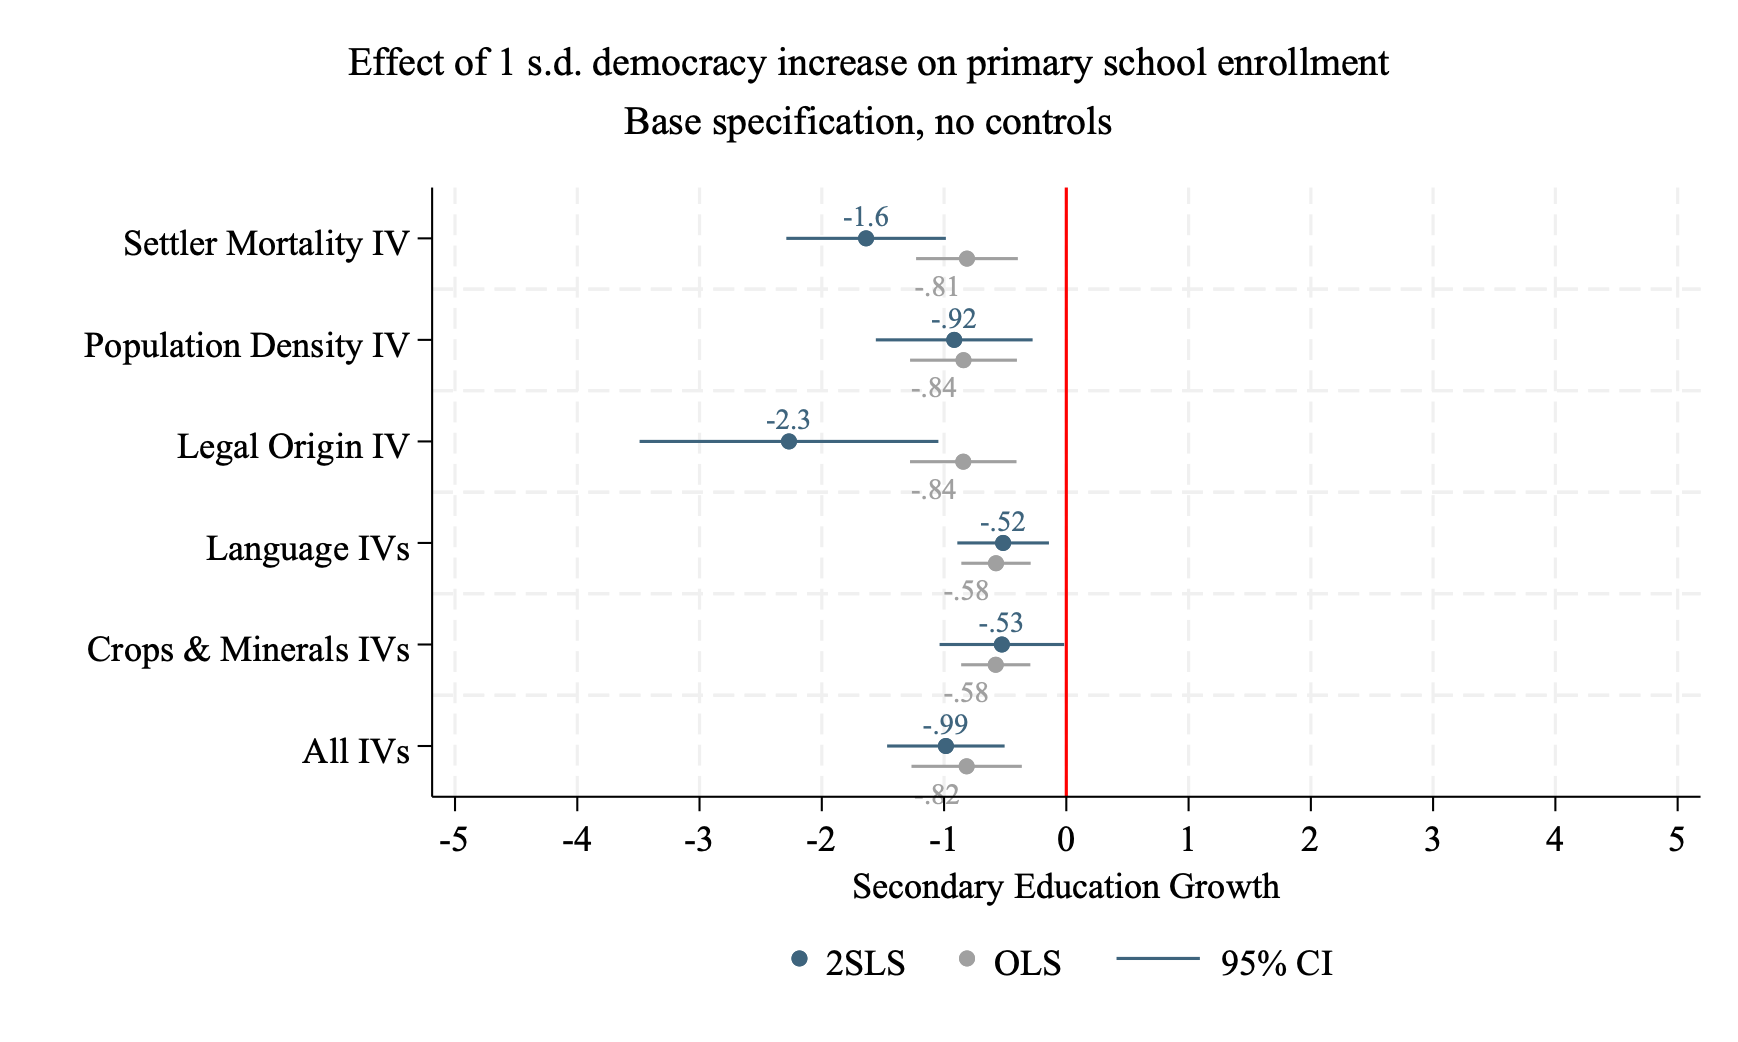 Effect of 1 s.d. democracy increase on primary school enrollment
Base specification, no controls
Settler Mortality IV
-1.6
-.81
Population Density IV
-.92
-.84
Legal Origin IV
-2.3
-.84
Language IVs
-.52
-.58
Crops & Minerals IVs
-.53
-.58
All IVs
-.99
-.82
-5 -4 -3 -2 -1 0 1 2 3 4 5
Secondary Education Growth
2SLS OLS 95% CI